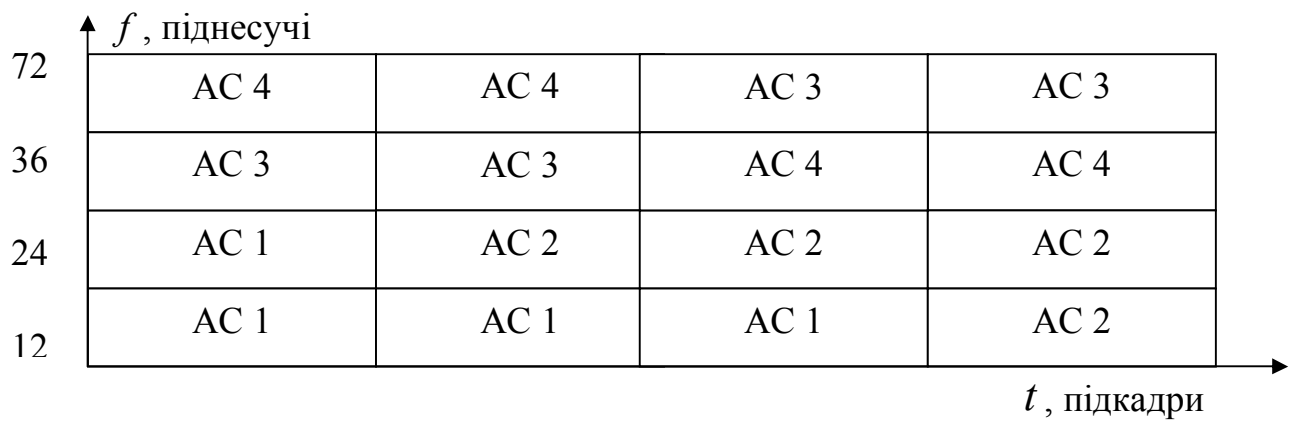 f , піднесучі
72 АС 4 АС 4 АС 3 АС 3
36 АС 3 АС 3 АС 4 АС 4
24 АС 1 АС 2 АС 2 АС 2
12 АС 1 АС 1 АС 1 АС 2
t , підкадри